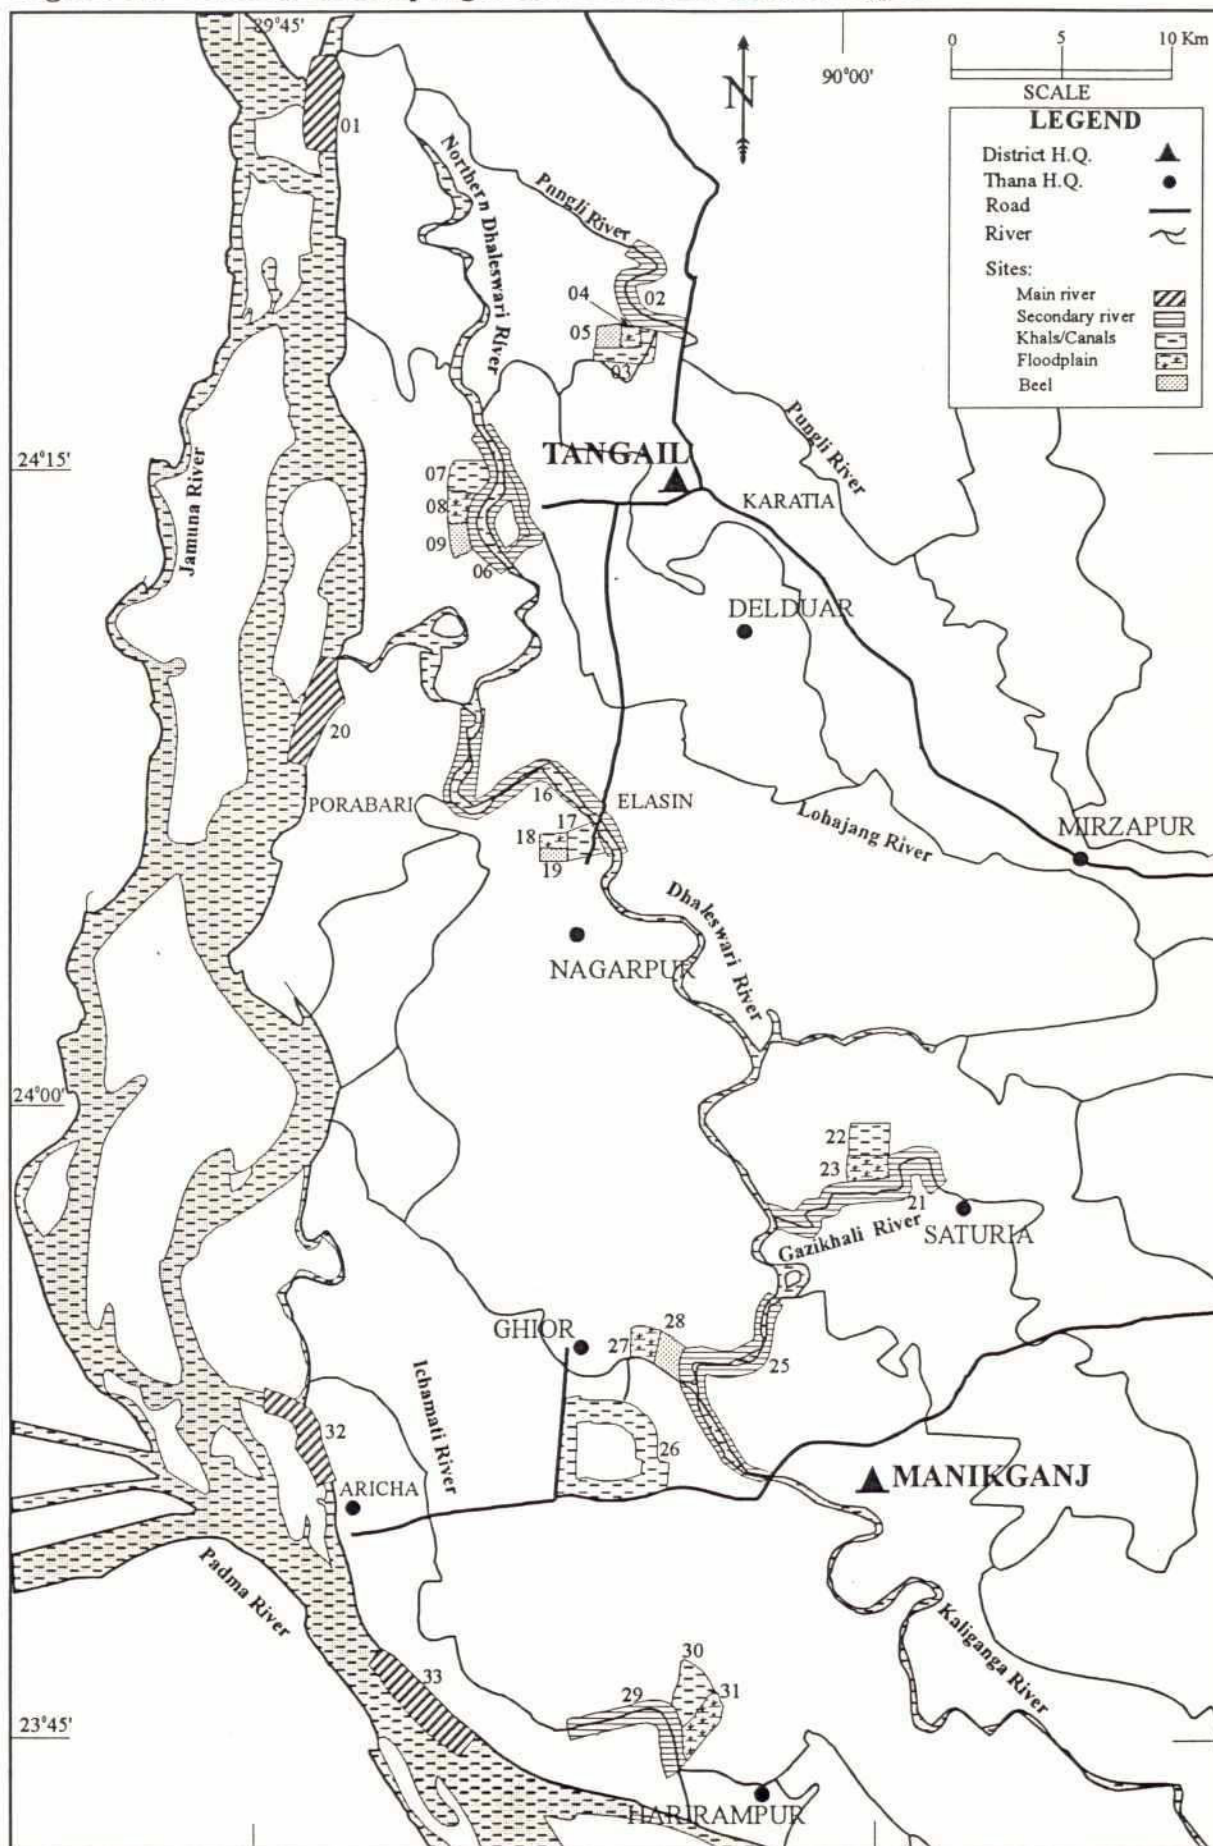 89°45'
90°00'
0 5 10 Km
SCALE
N
LEGEND
District H.Q.
Thana H.Q.
Road
River
Sites:
Main river
Secondary river
Khals/Canals
Floodplain
Beel
01
Northern Dhaleswari River
Pungli River
02
04
05
03
TANGAIL
24°15'
07
08
09
06
Jamuna River
KARATIA
Pungli River
DELDUAR
20
PORABARI
16
ELASIN
17
18
19
Lohajang River
MIRZAPUR
Dhaleswari River
NAGARPUR
24°00'
22
23
21
Gazikhali River
SATURIA
GHIOR
27
28
25
Ichamati River
32
26
ARICHA
MANIKGANJ
Padma River
Kaliganga River
30
29
31
33
23°45'
HARIRAMPUR